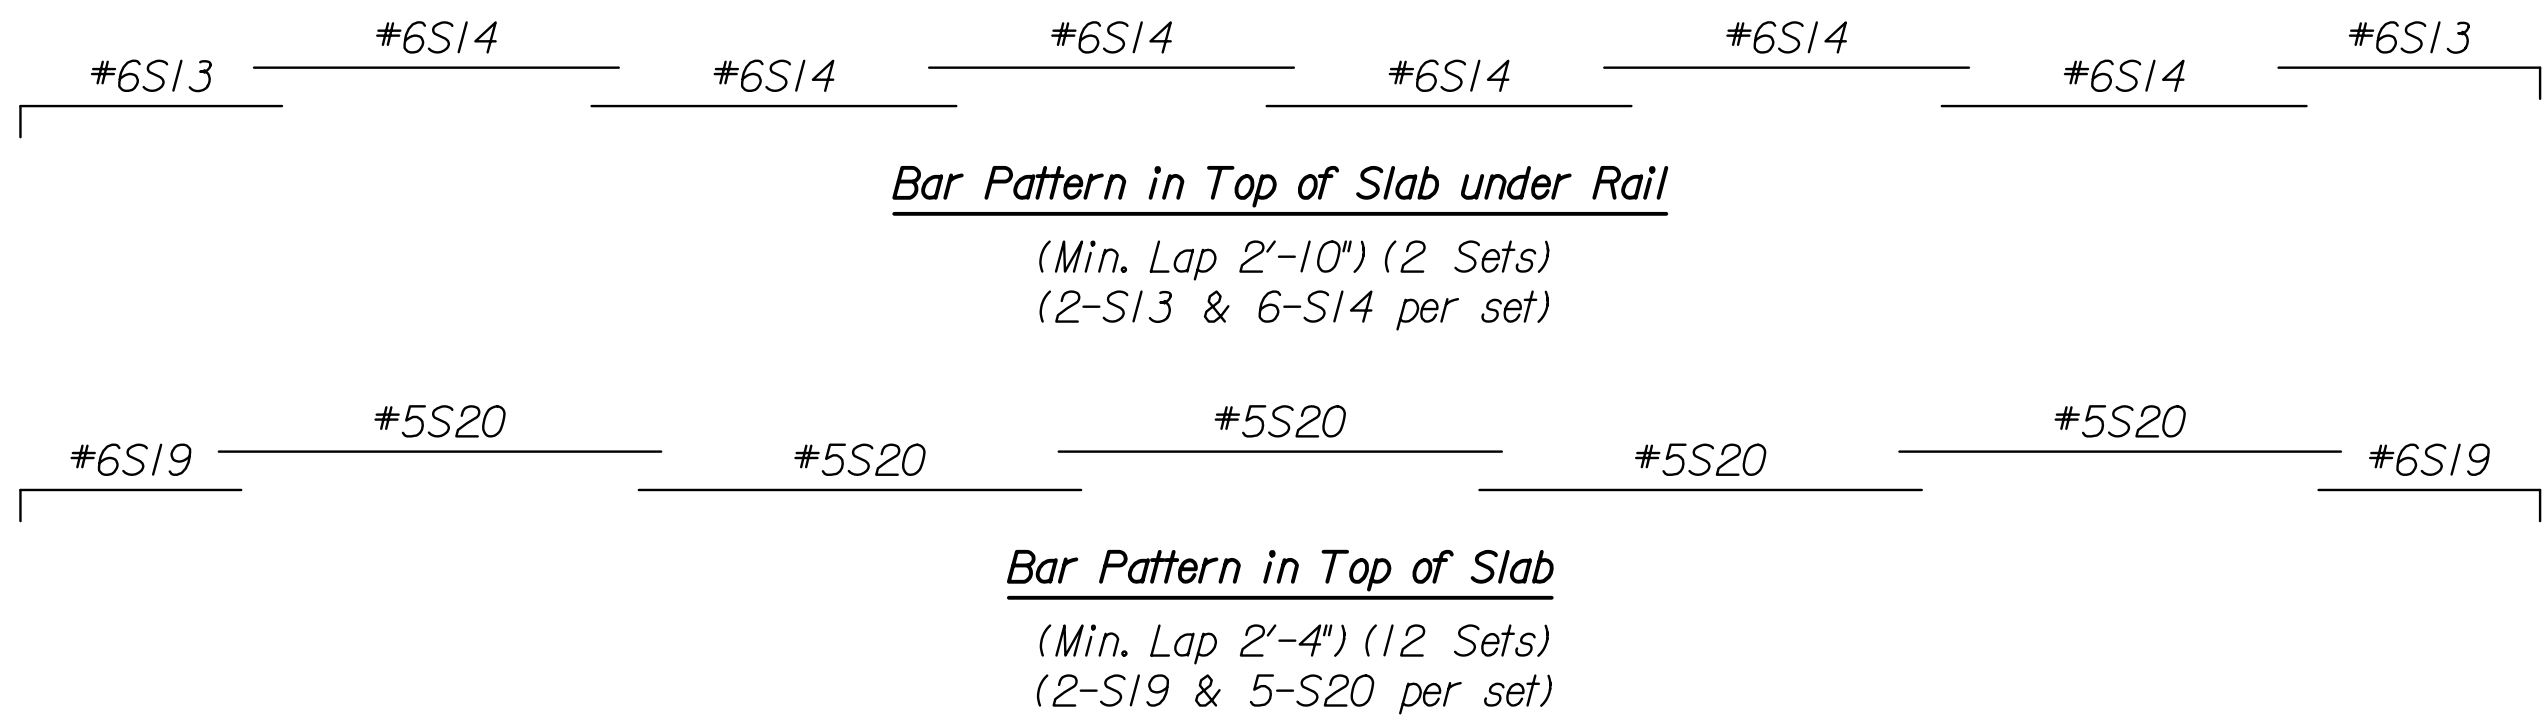 #6S14 #6S14 #6S14 #6S13
#6S13 #6S14 #6S14 #6S14
Bar Pattern in Top of Slab under Rail
(Min. Lap 2'-10") (2 Sets)
(2-S13 & 6-S14 per set)
#5S20 #5S20 #5S20
#6S19 #5S20 #5S20 #6S19
Bar Pattern in Top of Slab
(Min. Lap 2'-4") (12 Sets)
(2-S19 & 5-S20 per set)